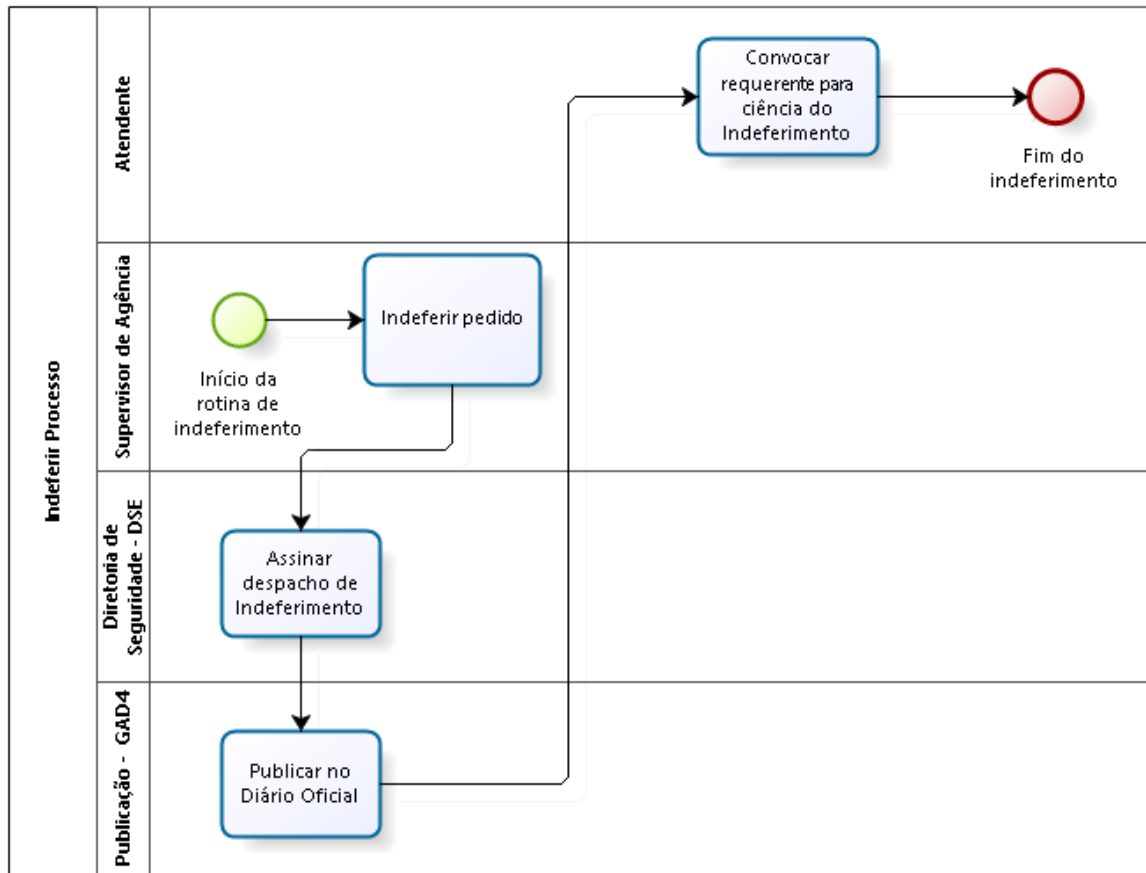 Indeferir Processo
Atendente
Convocar
requerente para
ciência do
Indeferimento
Fim do
indeferimento
Supervisor de Agência
Início da
rotina de
indeferimento
Indeferir pedido
Diretoria de
Seguridade - DSE
Assinar
despacho de
Indeferimento
Publicação - GAD4
Publicar no
Diário Oficial